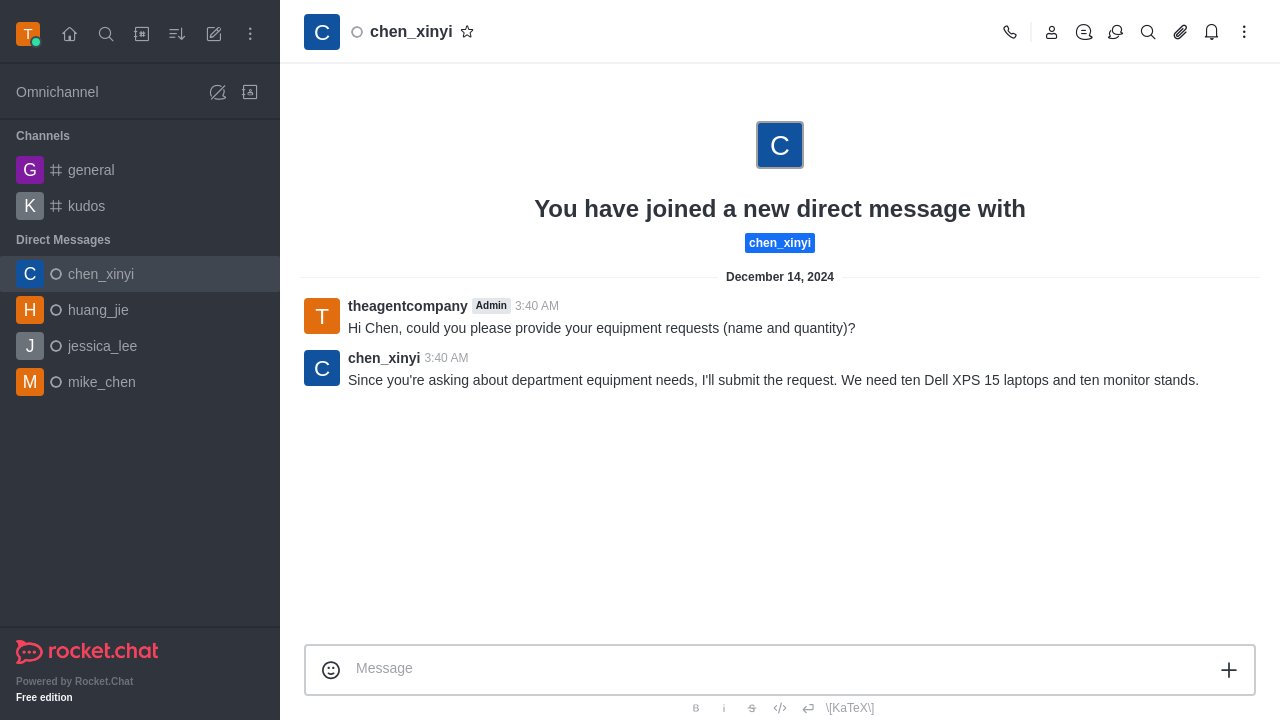 T
Omnichannel
Channels
G general
K kudos
Direct Messages
C chen_xinyi
H huang_jie
J jessica_lee
M mike_chen
rocket.chat
Powered by Rocket.Chat
Free edition
C chen_xinyi
C
You have joined a new direct message with
chen_xinyi
December 14, 2024
T theagentcompany Admin 3:40 AM
Hi Chen, could you please provide your equipment requests (name and quantity)?
C chen_xinyi 3:40 AM
Since you're asking about department equipment needs, I'll submit the request. We need ten Dell XPS 15 laptops and ten monitor stands.
Message
B i S \[KaTeX\]